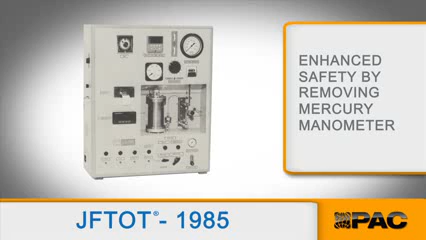 ENHANCED
SAFETY BY
REMOVING
MERCURY
MANOMETER
JFTOT®- 1985
PAC